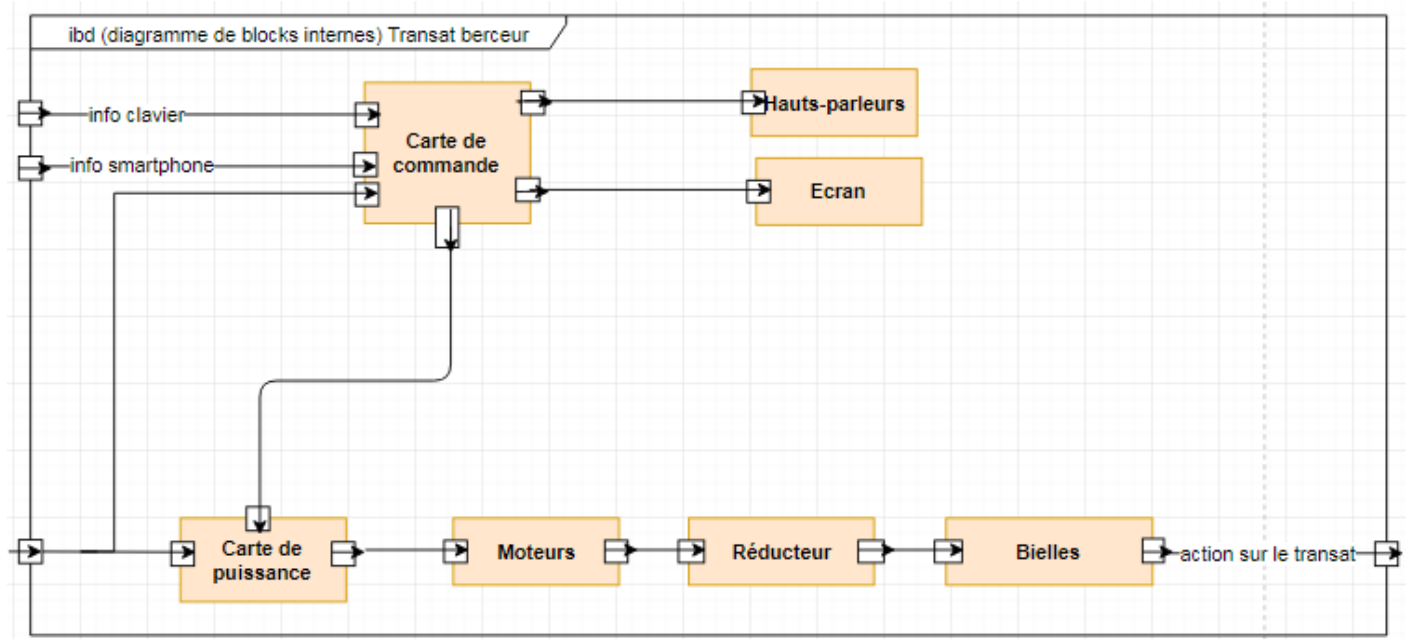 ibd (diagramme de blocks internes) Transat berceur
info clavier
info smartphone
Carte de
commande
Hauts-parleurs
Ecran
Carte de
puissance
Moteurs
Réducteur
Bielles
action sur le transat